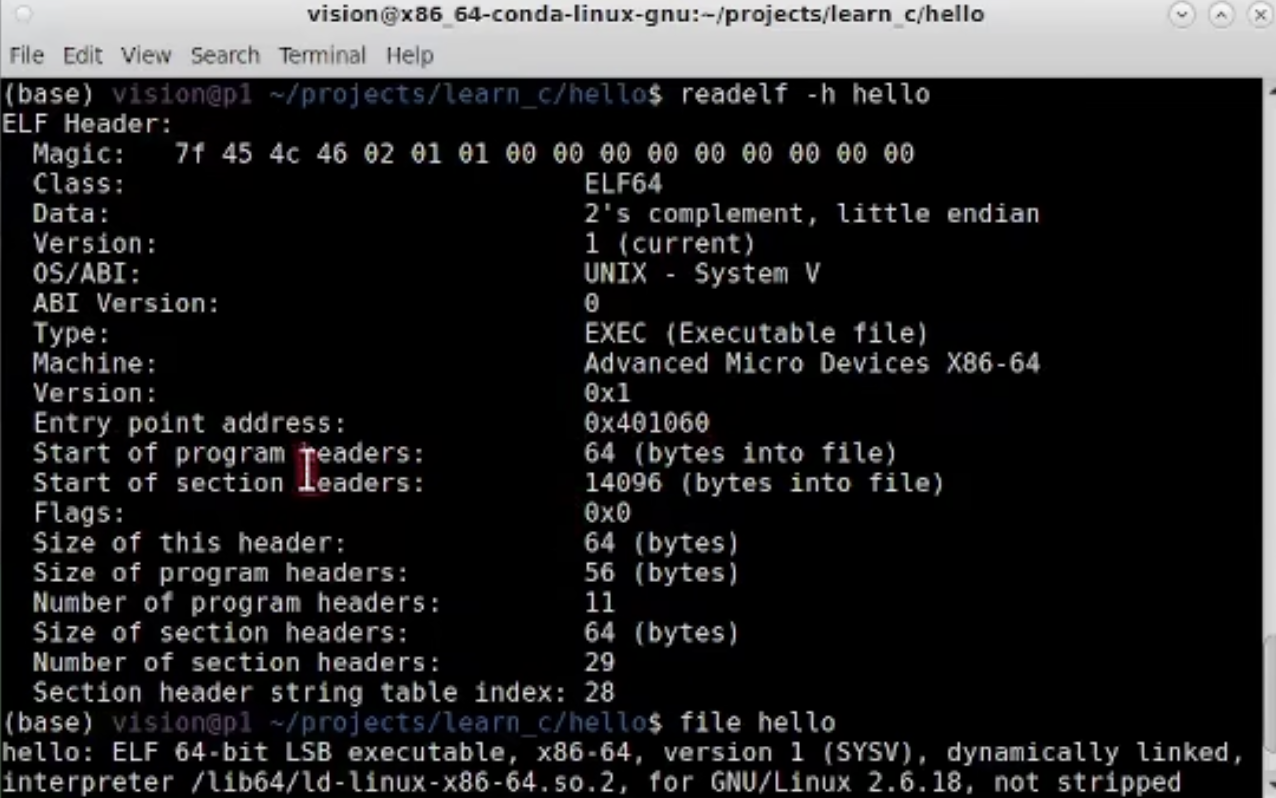 vision@x86_64-conda-linux-gnu:~/projects/learn_c/hello
File Edit View Search Terminal Help
(base) vision@p1 ~/projects/learn_c/hello$ readelf -h hello
ELF Header:
  Magic:   7f 45 4c 46 02 01 01 00 00 00 00 00 00 00 00 00
  Class:                             ELF64
  Data:                              2's complement, little endian
  Version:                           1 (current)
  OS/ABI:                            UNIX - System V
  ABI Version:                       0
  Type:                              EXEC (Executable file)
  Machine:                           Advanced Micro Devices X86-64
  Version:                           0x1
  Entry point address:               0x401060
  Start of program headers:          64 (bytes into file)
  Start of section headers:          14096 (bytes into file)
  Flags:                             0x0
  Size of this header:               64 (bytes)
  Size of program headers:           56 (bytes)
  Number of program headers:         11
  Size of section headers:           64 (bytes)
  Number of section headers:         29
  Section header string table index: 28
(base) vision@p1 ~/projects/learn_c/hello$ file hello
hello: ELF 64-bit LSB executable, x86-64, version 1 (SYSV), dynamically linked,
interpreter /lib64/ld-linux-x86-64.so.2, for GNU/Linux 2.6.18, not stripped